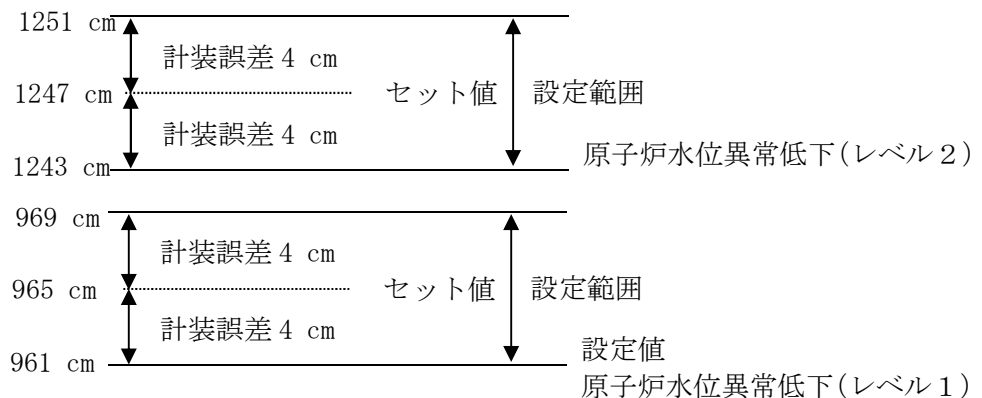 1251 cm
計装誤差4 cm
1247 cm
セット値
設定範囲
計装誤差4 cm
原子炉水位異常低下(レベル2)
1243 cm
969 cm
計装誤差4 cm
965 cm
セット値
設定範囲
計装誤差4 cm
設定値
961 cm
原子炉水位異常低下(レベル1)